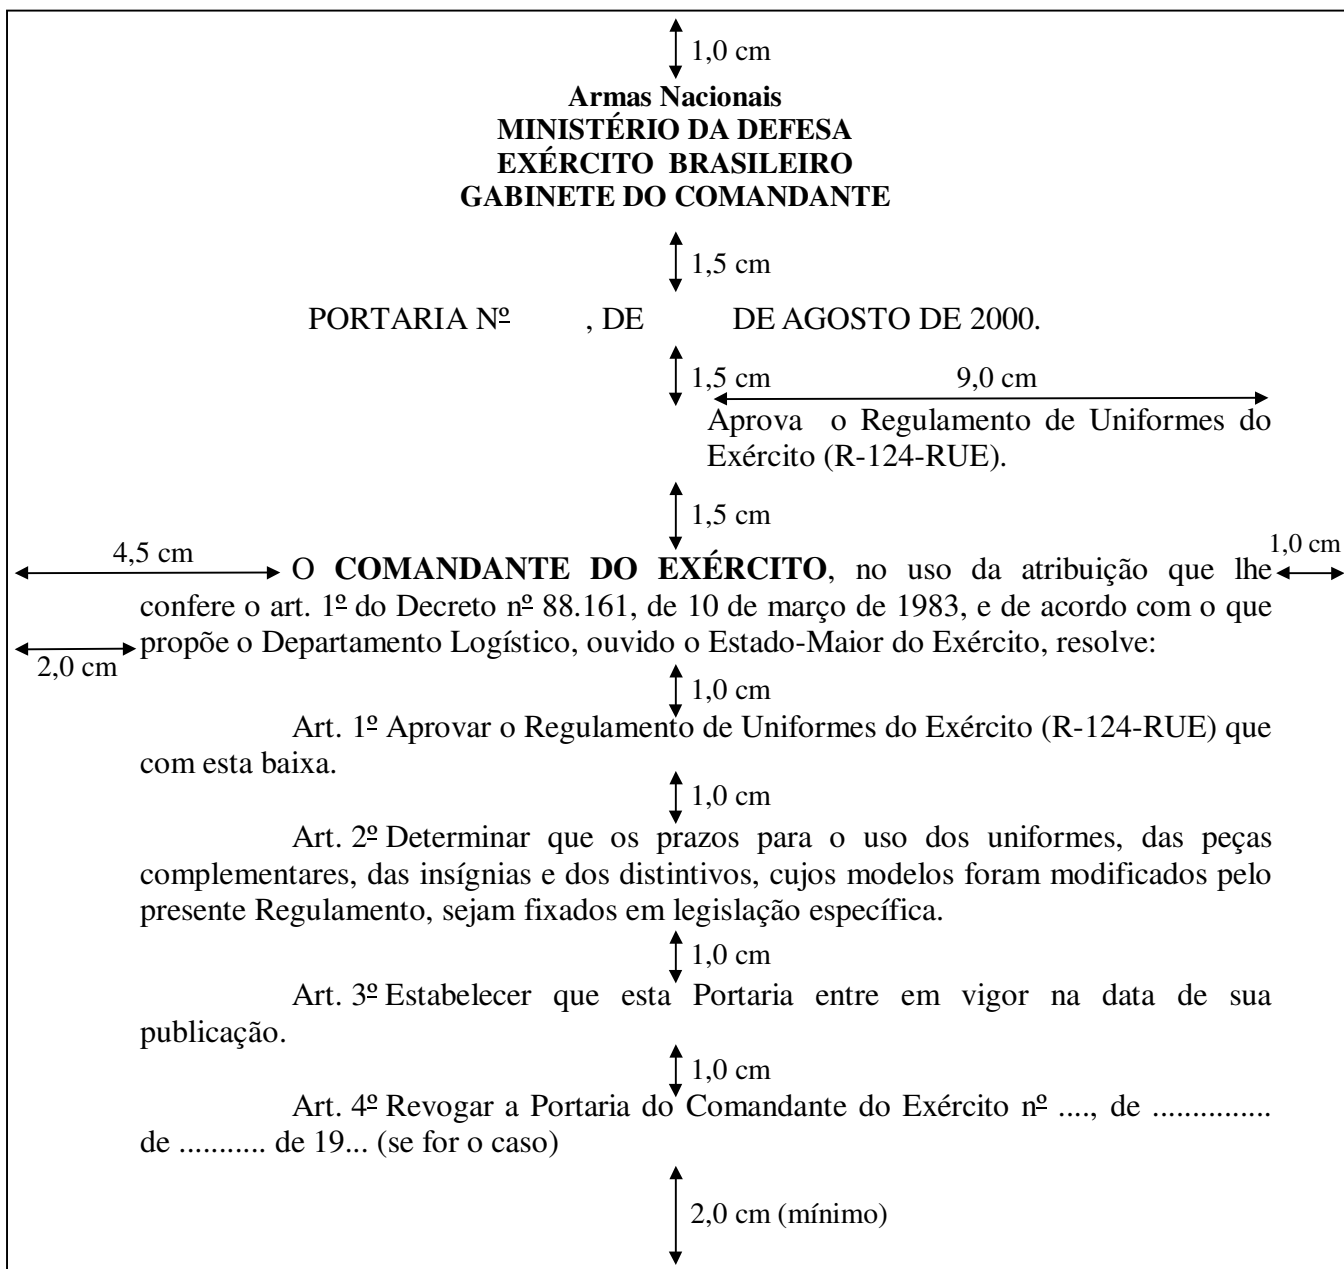 1,0 cm
Armas Nacionais
MINISTÉRIO DA DEFESA
EXÉRCITO BRASILEIRO
GABINETE DO COMANDANTE
1,5 cm
PORTARIA Nº , DE DE AGOSTO DE 2000.
1,5 cm 9,0 cm
Aprova o Regulamento de Uniformes do
Exército (R-124-RUE).
1,5 cm
4,5 cm
1,0 cm
O COMANDANTE DO EXÉRCITO, no uso da atribuição que lhe
confere o art. 1º do Decreto nº 88.161, de 10 de março de 1983, e de acordo com o que
propõe o Departamento Logístico, ouvido o Estado-Maior do Exército, resolve:
2,0 cm
1,0 cm
Art. 1º Aprovar o Regulamento de Uniformes do Exército (R-124-RUE) que
com esta baixa.
1,0 cm
Art. 2º Determinar que os prazos para o uso dos uniformes, das peças
complementares, das insígnias e dos distintivos, cujos modelos foram modificados pelo
presente Regulamento, sejam fixados em legislação específica.
1,0 cm
Art. 3º Estabelecer que esta Portaria entre em vigor na data de sua
publicação.
1,0 cm
Art. 4º Revogar a Portaria do Comandante do Exército nº ...., de ...............
de ........... de 19... (se for o caso)
2,0 cm (mínimo)